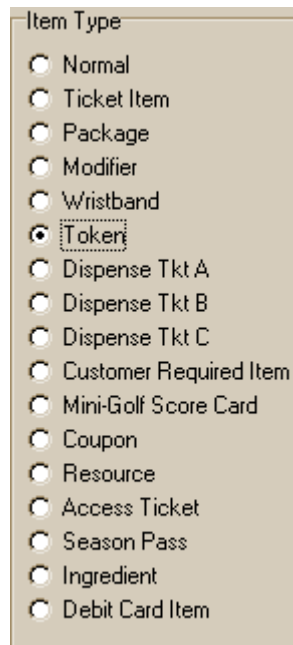 Item Type
Normal
Ticket Item
Package
Modifier
Wristband
Token
Dispense Tkt A
Dispense Tkt B
Dispense Tkt C
Customer Required Item
Mini-Golf Score Card
Coupon
Resource
Access Ticket
Season Pass
Ingredient
Debit Card Item